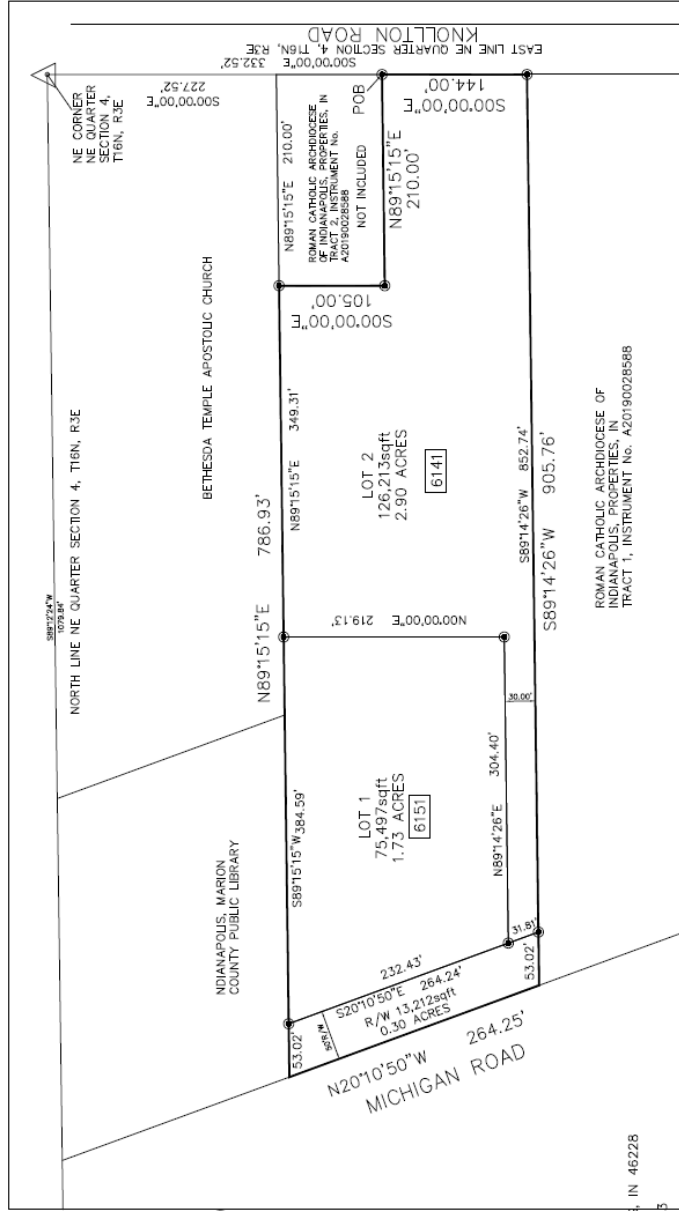 KNOLLTON ROAD
EAST LINE NE QUARTER SECTION 4, T16N, R3E
S00°00'00"E 332.52'
227.52'
S00°00'00"E
NE CORNER
NE QUARTER
SECTION 4,
T16N, R3E
S89°12'24"W
1079.84'
NORTH LINE NE QUARTER SECTION 4, T16N, R3E
BETHESDA TEMPLE APOSTOLIC CHURCH
N89°15'15"E 210.00'
ROMAN CATHOLIC ARCHDIOCESE
OF INDIANAPOLIS, PROPERTIES, IN
TRACT 2, INSTRUMENT No.
A20190028588
NOT INCLUDED
POB
144.00'
S00°00'00"E
N89°15'15"E
210.00'
105.00'
S00°00'00"E
N89°15'15"E 786.93'
N89°15'15"E 349.31'
LOT 2
126,213sqft
2.90 ACRES
6141
S89°14'26"W 852.74'
S89°14'26"W 905.76'
N00°00'00"E 219.13'
30.00'
ROMAN CATHOLIC ARCHDIOCESE OF
INDIANAPOLIS, PROPERTIES, IN
TRACT 1, INSTRUMENT No. A20190028588
NDIANAPOLIS, MARION
COUNTY PUBLIC LIBRARY
S89°15'15"W 384.59'
LOT 1
75,497sqft
1.73 ACRES
6151
N89°14'26"E 304.40'
31.81'
53.02'
232.43'
S20°10'50"E 264.24'
R/W 13,212sqft
0.30 ACRES
50'R/W
53.02'
N20°10'50"W 264.25'
MICHIGAN ROAD
, IN 46228